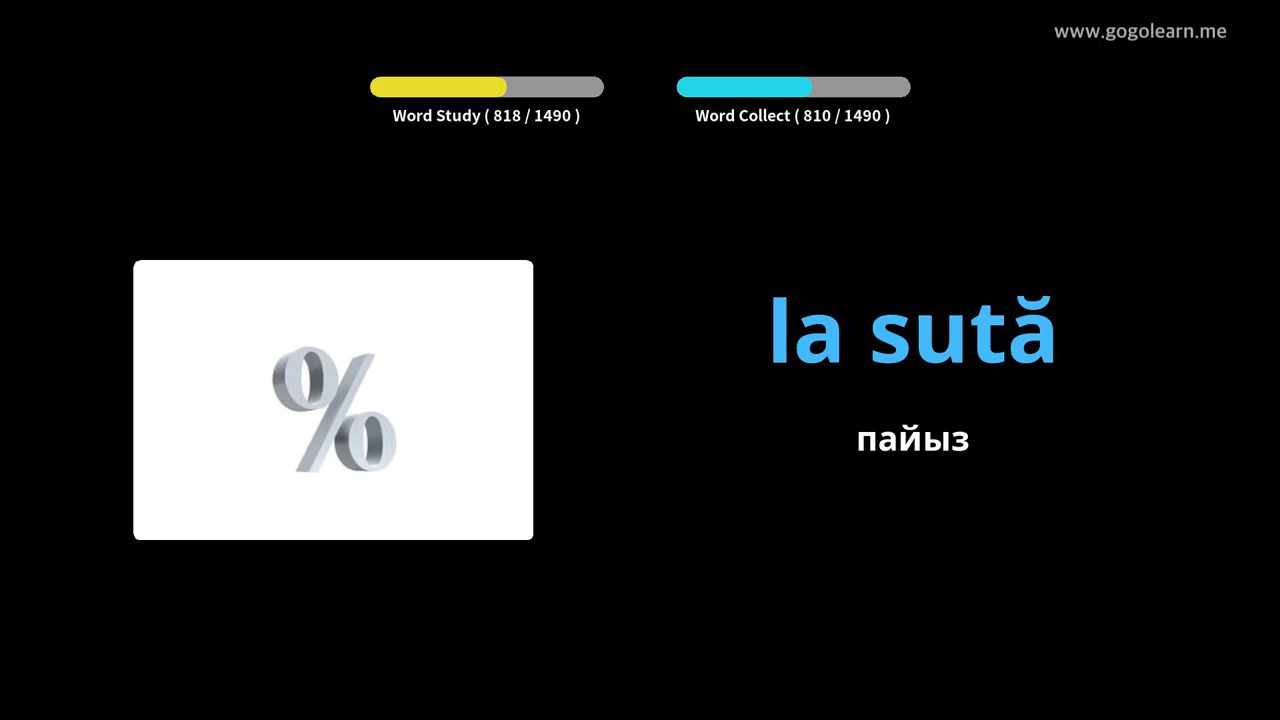 www.gogolearn.me
Word Study ( 818 / 1490 )
Word Collect ( 810 / 1490 )
%
la sută
пайыз